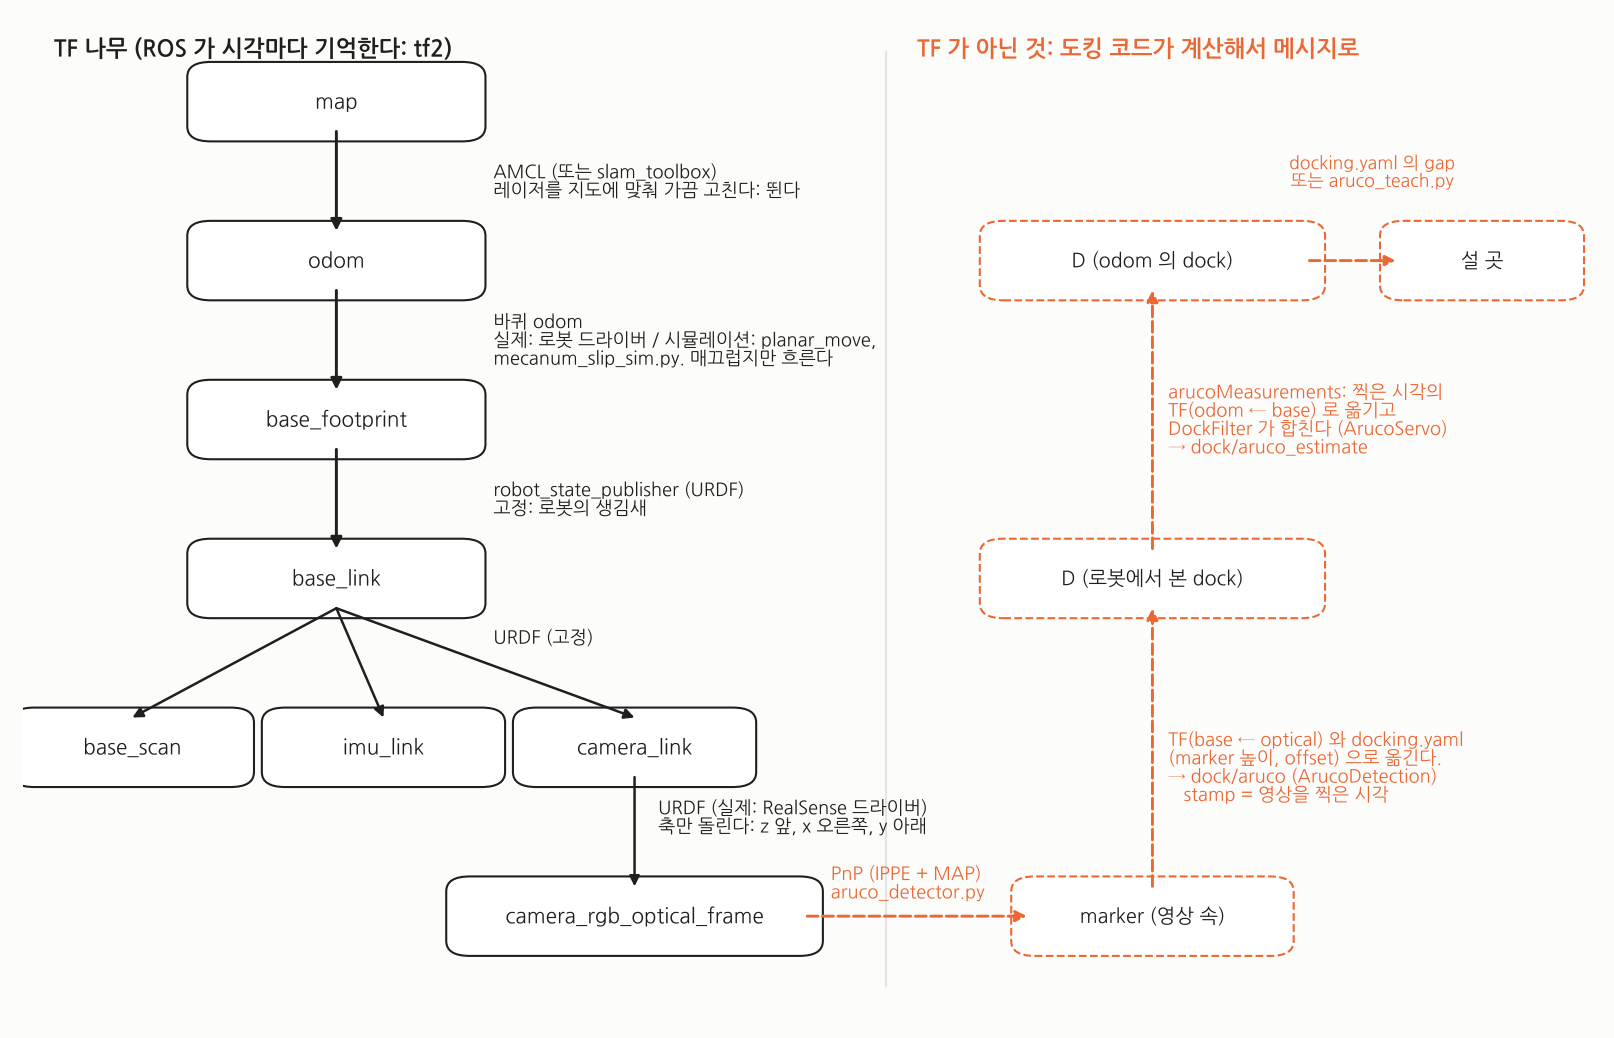 TF 나무 (ROS 가 시각마다 기억한다: tf2)
map
AMCL (또는 slam_toolbox)
레이저를 지도에 맞춰 가끔 고친다: 뛴다
odom
바퀴 odom
실제: 로봇 드라이버 / 시뮬레이션: planar_move,
mecanum_slip_sim.py. 매끄럽지만 흐른다
base_footprint
robot_state_publisher (URDF)
고정: 로봇의 생김새
base_link
URDF (고정)
base_scan
imu_link
camera_link
URDF (실제: RealSense 드라이버)
축만 돌린다: z 앞, x 오른쪽, y 아래
camera_rgb_optical_frame
PnP (IPPE + MAP)
aruco_detector.py
TF 가 아닌 것: 도킹 코드가 계산해서 메시지로
docking.yaml 의 gap
또는 aruco_teach.py
D (odom 의 dock)
설 곳
arucoMeasurements: 찍은 시각의
TF(odom ← base) 로 옮기고
DockFilter 가 합친다 (ArucoServo)
→ dock/aruco_estimate
D (로봇에서 본 dock)
TF(base ← optical) 와 docking.yaml
(marker 높이, offset) 으로 옮긴다.
→ dock/aruco (ArucoDetection)
stamp = 영상을 찍은 시각
marker (영상 속)